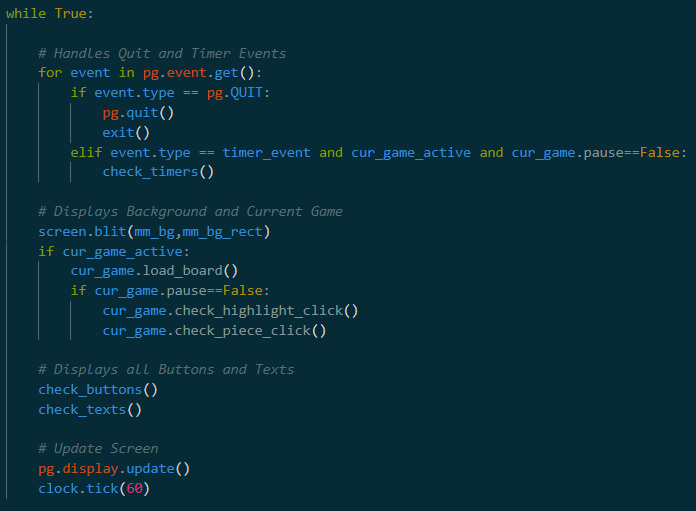 while True:
# Handles Quit and Timer Events
for event in pg.event.get():
if event.type == pg.QUIT:
pg.quit()
exit()
elif event.type == timer_event and cur_game_active and cur_game.pause==False:
check_timers()
# Displays Background and Current Game
screen.blit(mm_bg,mm_bg_rect)
if cur_game_active:
cur_game.load_board()
if cur_game.pause==False:
cur_game.check_highlight_click()
cur_game.check_piece_click()
# Displays all Buttons and Texts
check_buttons()
check_texts()
# Update Screen
pg.display.update()
clock.tick(60)